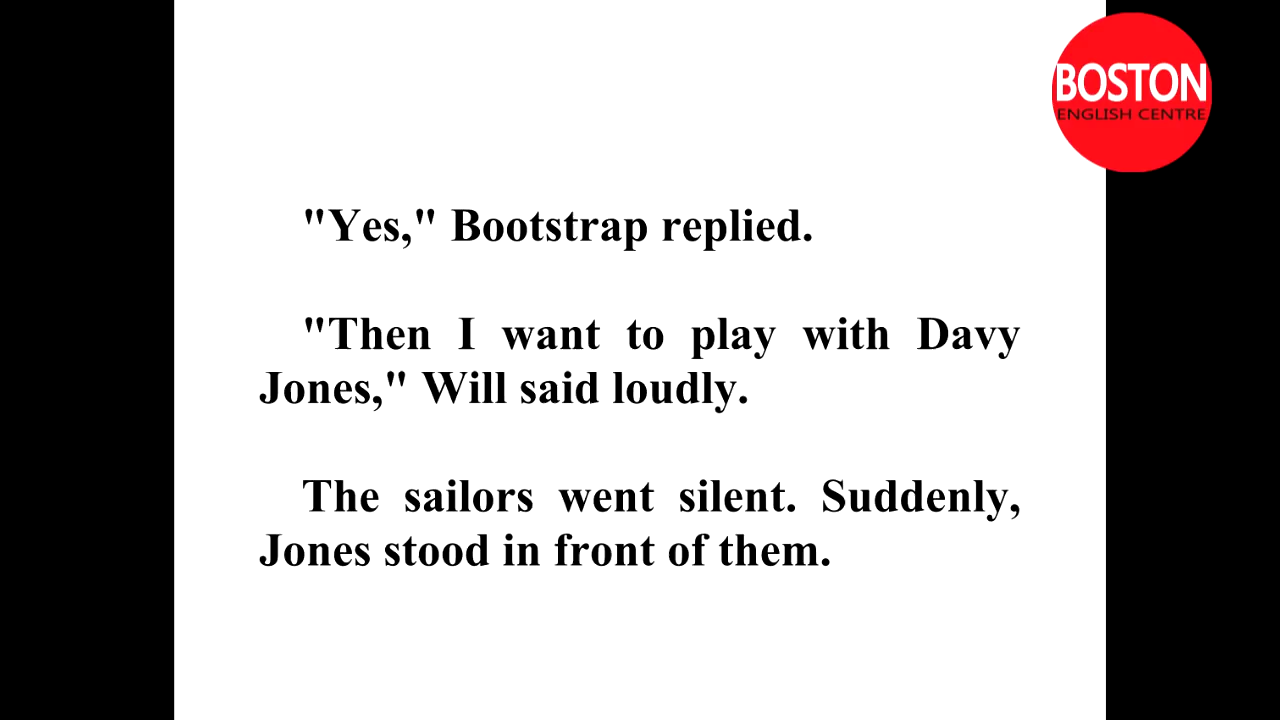 BOSTON
ENGLISH CENTRE
"Yes," Bootstrap replied.
"Then I want to play with Davy
Jones," Will said loudly.
The sailors went silent. Suddenly,
Jones stood in front of them.